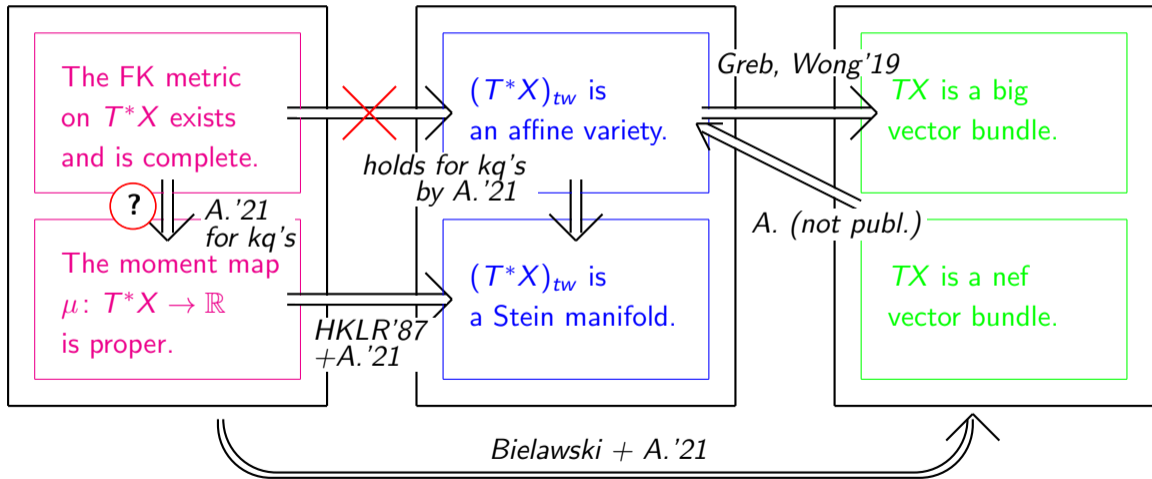 The FK metric
on T*X exists
and is complete.
?
A.'21
for kq's
The moment map
μ: T*X → ℝ
is proper.
HKLR'87
+A.'21
(T*X)_{tw} is
an affine variety.
holds for kq's
by A.'21
(T*X)_{tw} is
a Stein manifold.
Greb, Wong'19
TX is a big
vector bundle.
A. (not publ.)
TX is a nef
vector bundle.
Bielawski + A.'21